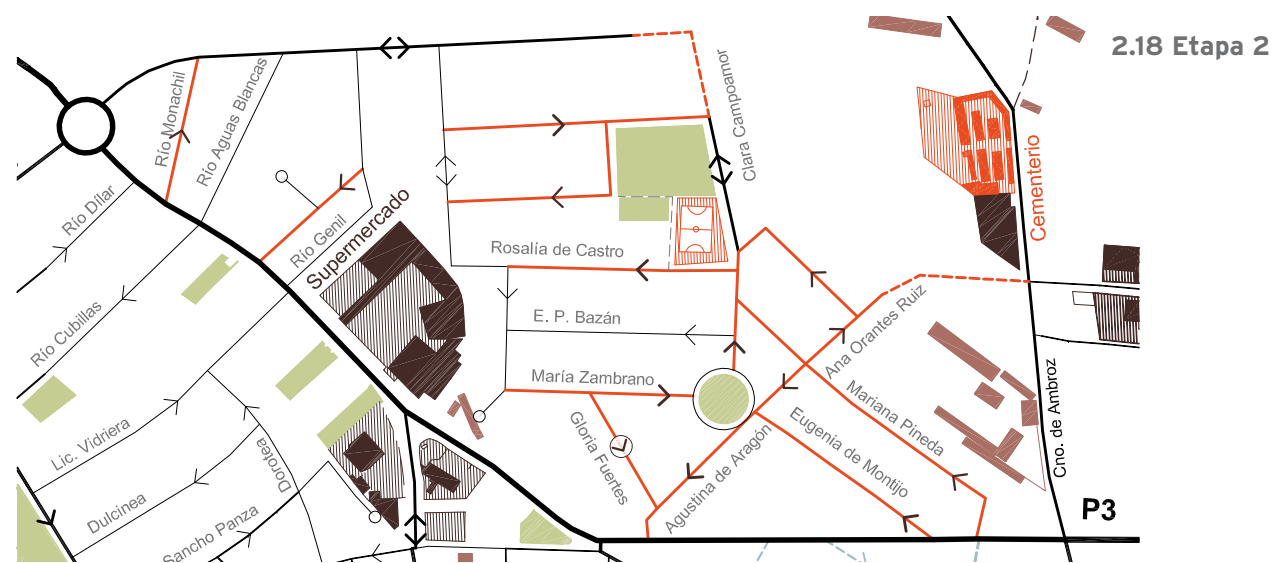 2.18 Etapa 2
Río Monachil
Río Aguas Blancas
Clara Campoamor
Cementerio
Río Dílar
Río Genil
Supermercado
Rosalía de Castro
Río Cubillas
E. P. Bazán
Ana Orantes Ruiz
María Zambrano
Mariana Pineda
Cno. de Ambroz
Lic. Vidriera
Dorotea
Gloria Fuertes
Eugenia de Montijo
Agustina de Aragón
Dulcinea
Sancho Panza
P3